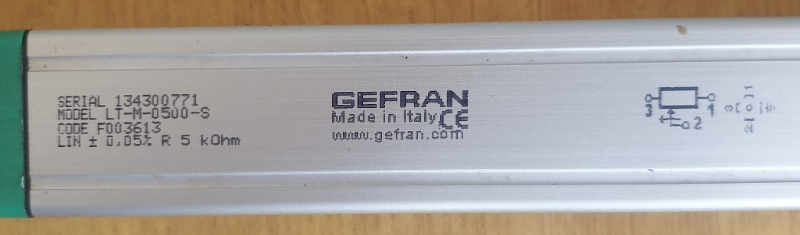 SERIAL 134300771
MODEL LT-M-0500-S
CODE F003613
LIN ± 0,05% R 5 kOhm
GEFRAN
Made in Italy CE
www.gefran.com
3 1
2